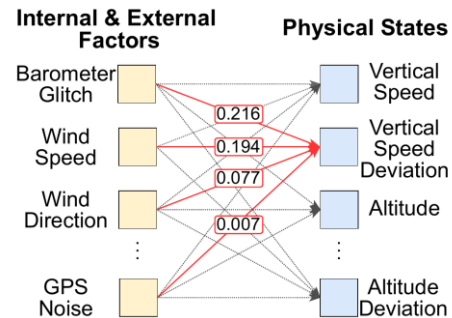 Internal & External
Factors
Physical States
Barometer
Glitch
Wind
Speed
Wind
Direction
GPS
Noise
0.216
0.194
0.077
0.007
Vertical
Speed
Vertical
Speed
Deviation
Altitude
Altitude
Deviation